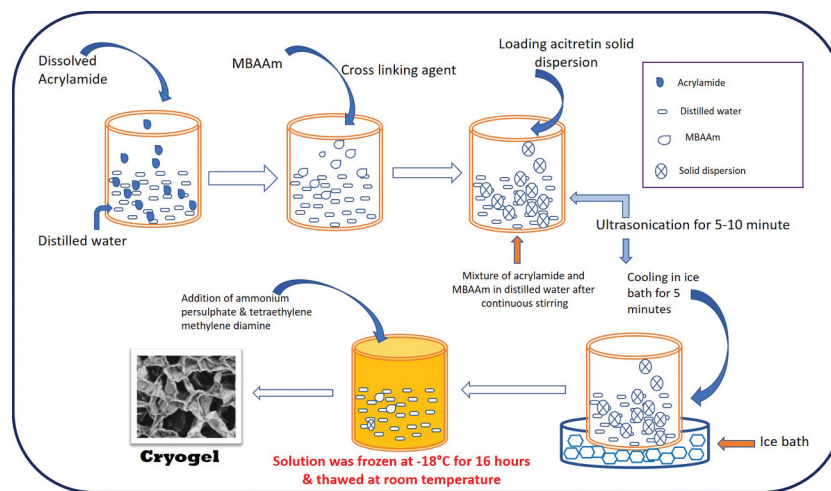 Dissolved
Acrylamide
MBAAm
Cross linking agent
Loading acitretin solid
dispersion
Acrylamide
Distilled water
MBAAm
Solid dispersion
Distilled water
Ultrasonication for 5-10 minute
Mixture of acrylamide and
MBAAm in distilled water after
continuous stirring
Cooling in ice
bath for 5
minutes
Addition of ammonium
persulphate & tetraethylene
methylene diamine
Ice bath
Cryogel
Solution was frozen at -18°C for 16 hours
& thawed at room temperature